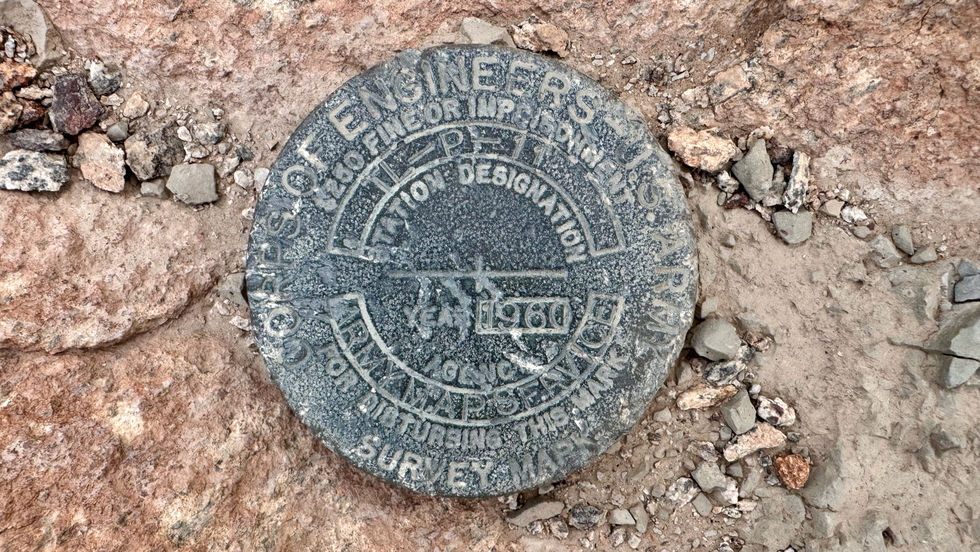 CORPS OF ENGINEERS–U.S. ARMY
$250 FINE OR IMPRISONMENT
STATION DESIGNATION
YEAR 1960
AGENCY
ARMY MAP SERVICE
FOR DISTURBING THIS MARK
SURVEY MARK